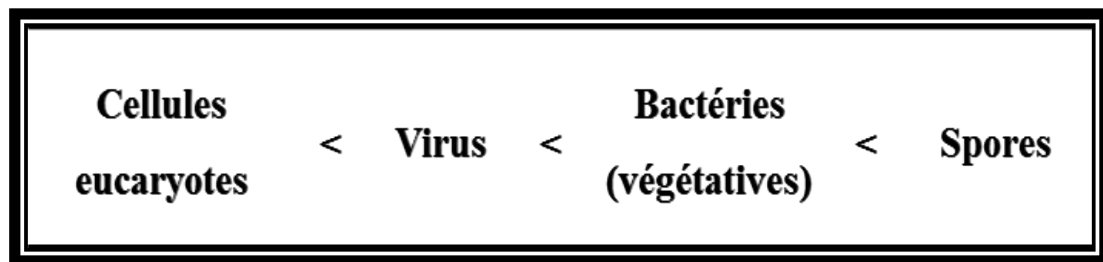 Cellules
eucaryotes
<
Virus
<
Bactéries
(végétatives)
<
Spores